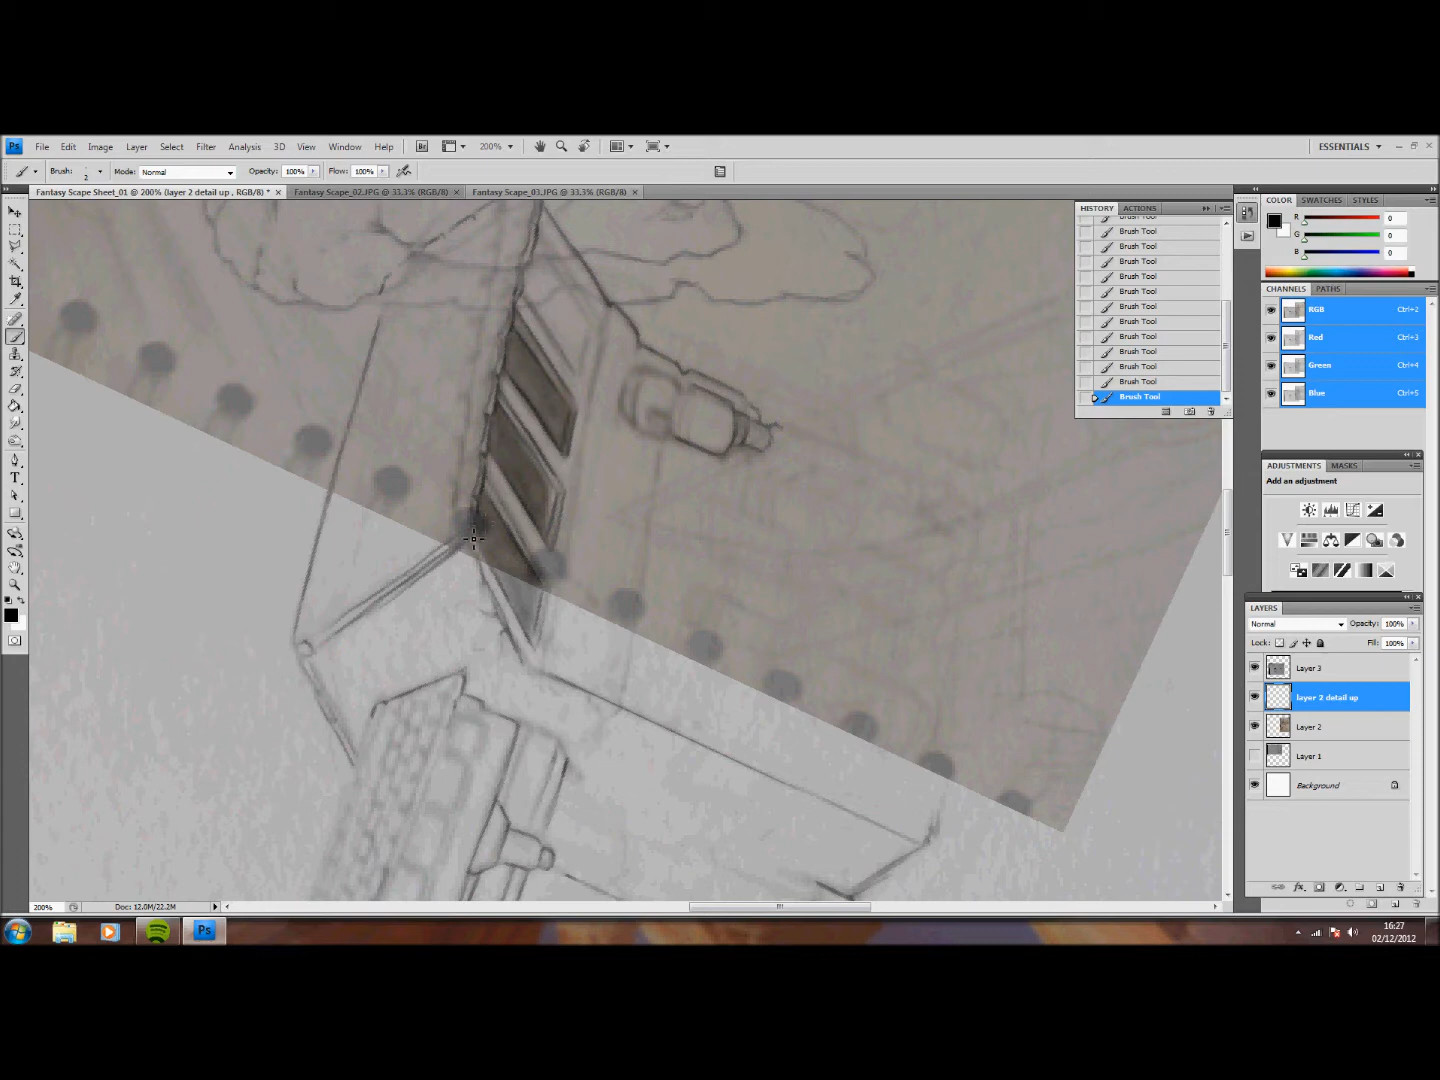 Ps File Edit Image Layer Select Filter Analysis 3D View Window Help Br 200% ESSENTIALS
Brush: 2 Mode: Normal Opacity: 100% Flow: 100%
Fantasy Scape Sheet_01 @ 200% (layer 2 detail up , RGB/8) * Fantasy Scape_02.JPG @ 33.3% (RGB/8) Fantasy Scape_03.JPG @ 33.3% (RGB/8)
HISTORY ACTIONS
Brush Tool
Brush Tool
Brush Tool
Brush Tool
Brush Tool
Brush Tool
Brush Tool
Brush Tool
Brush Tool
Brush Tool
Brush Tool
Brush Tool
Brush Tool
COLOR SWATCHES STYLES
R 0
G 0
B 0
CHANNELS PATHS
RGB Ctrl+2
Red Ctrl+3
Green Ctrl+4
Blue Ctrl+5
ADJUSTMENTS MASKS
Add an adjustment
LAYERS
Normal Opacity: 100%
Lock: Fill: 100%
Layer 3
layer 2 detail up
Layer 2
Layer 1
Background
200% Doc: 12.0M/22.2M
Ps
16:27
02/12/2012